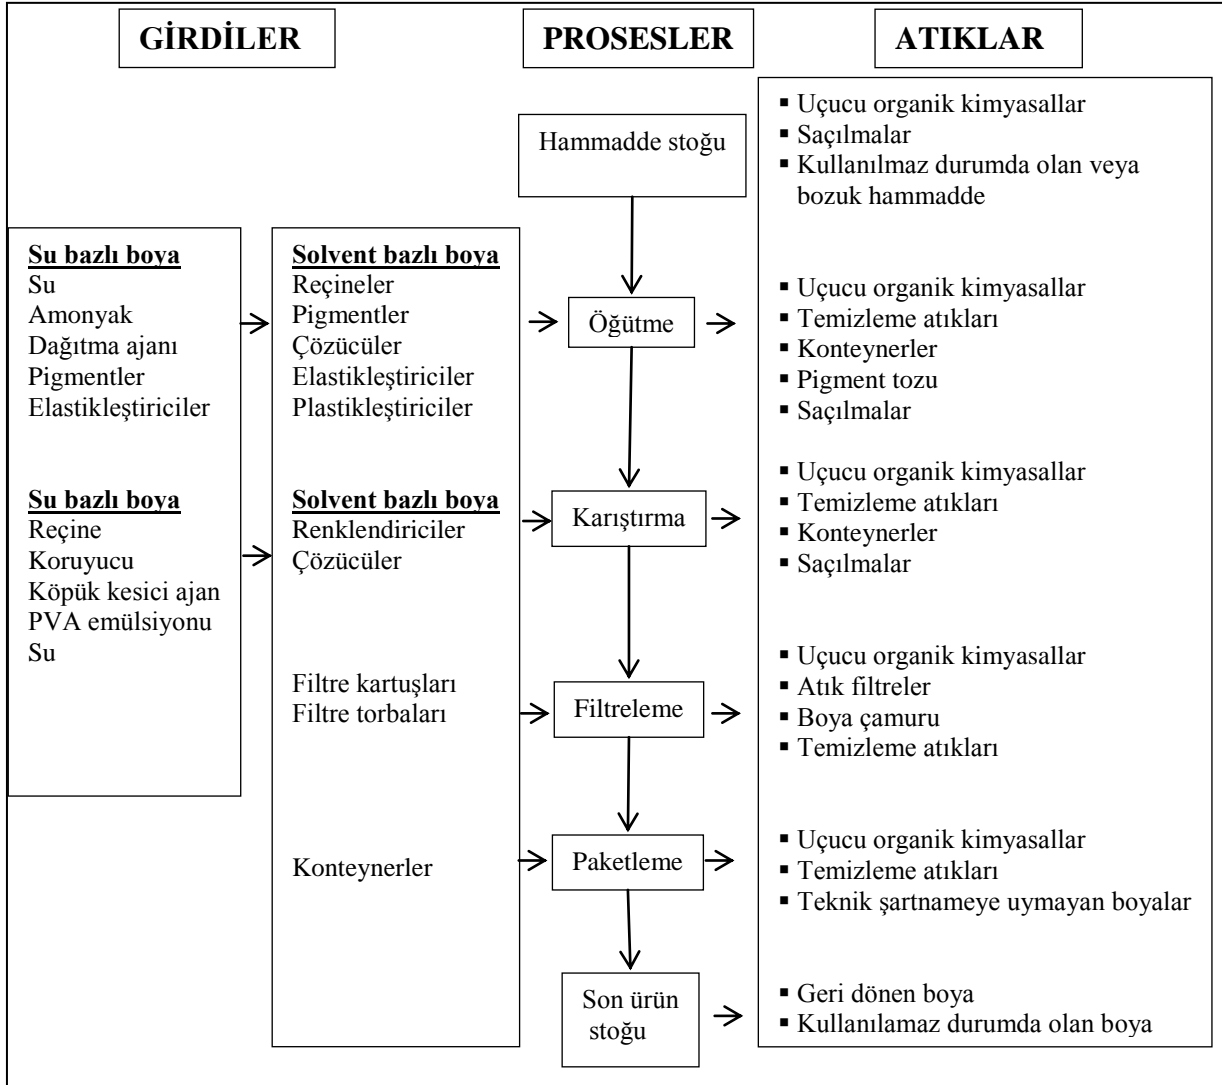 GİRDİLER
PROSESLER
ATIKLAR
Hammadde stoğu
▪ Uçucu organik kimyasallar
▪ Saçılmalar
▪ Kullanılmaz durumda olan veya
bozuk hammadde
Su bazlı boya
Su
Amonyak
Dağıtma ajanı
Pigmentler
Elastikleştiriciler
Solvent bazlı boya
Reçineler
Pigmentler
Çözücüler
Elastikleştiriciler
Plastikleştiriciler
Öğütme
▪ Uçucu organik kimyasallar
▪ Temizleme atıkları
▪ Konteynerler
▪ Pigment tozu
▪ Saçılmalar
Su bazlı boya
Reçine
Koruyucu
Köpük kesici ajan
PVA emülsiyonu
Su
Solvent bazlı boya
Renklendiriciler
Çözücüler
Karıştırma
▪ Uçucu organik kimyasallar
▪ Temizleme atıkları
▪ Konteynerler
▪ Saçılmalar
Filtre kartuşları
Filtre torbaları
Filtreleme
▪ Uçucu organik kimyasallar
▪ Atık filtreler
▪ Boya çamuru
▪ Temizleme atıkları
Konteynerler
Paketleme
▪ Uçucu organik kimyasallar
▪ Temizleme atıkları
▪ Teknik şartnameye uymayan boyalar
Son ürün
stoğu
▪ Geri dönen boya
▪ Kullanılamaz durumda olan boya